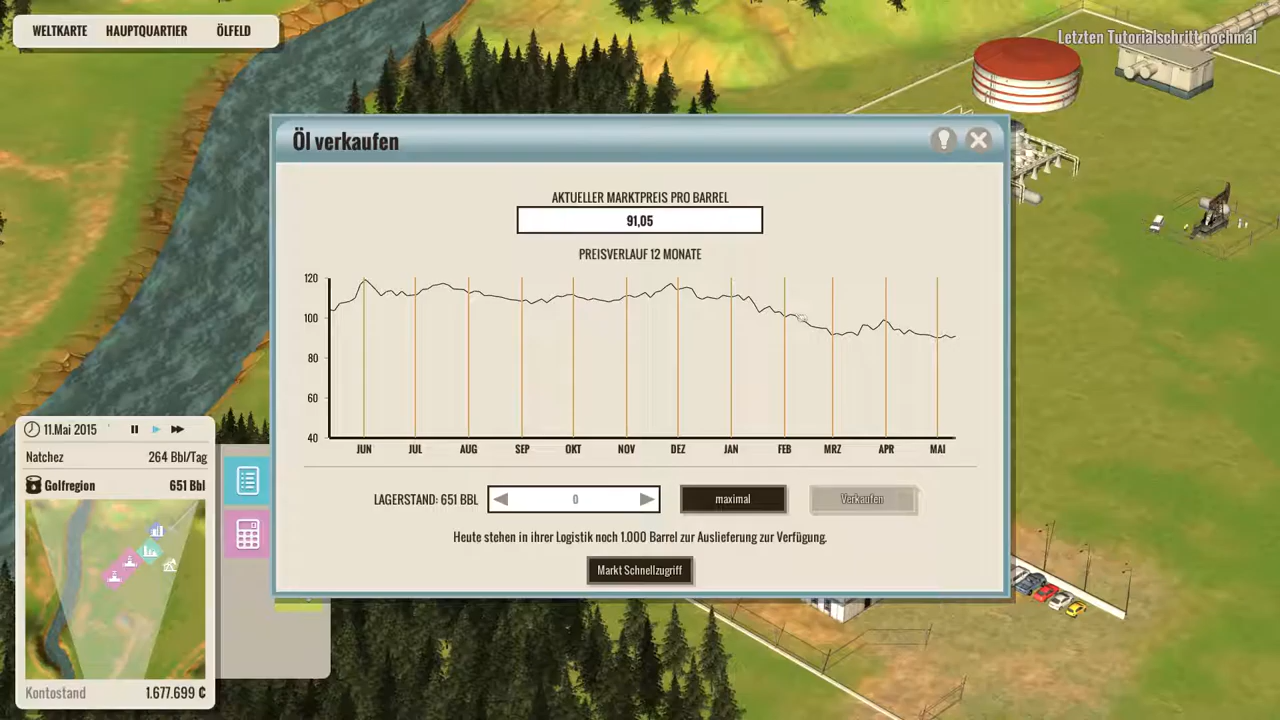 WELTKARTE HAUPTQUARTIER ÖLFELD
Letzten Tutorialschritt nochmal
Öl verkaufen
AKTUELLER MARKTPREIS PRO BARREL
91,05
PREISVERLAUF 12 MONATE
120
100
80
60
40
JUN JUL AUG SEP OKT NOV DEZ JAN FEB MRZ APR MAI
LAGERSTAND: 651 BBL 0 maximal Verkaufen
Heute stehen in ihrer Logistik noch 1.000 Barrel zur Auslieferung zur Verfügung.
Markt Schnellzugriff
11.Mai 2015
Natchez 264 Bbl/Tag
Golfregion 651 Bbl
Kontostand 1.677.699 ₵